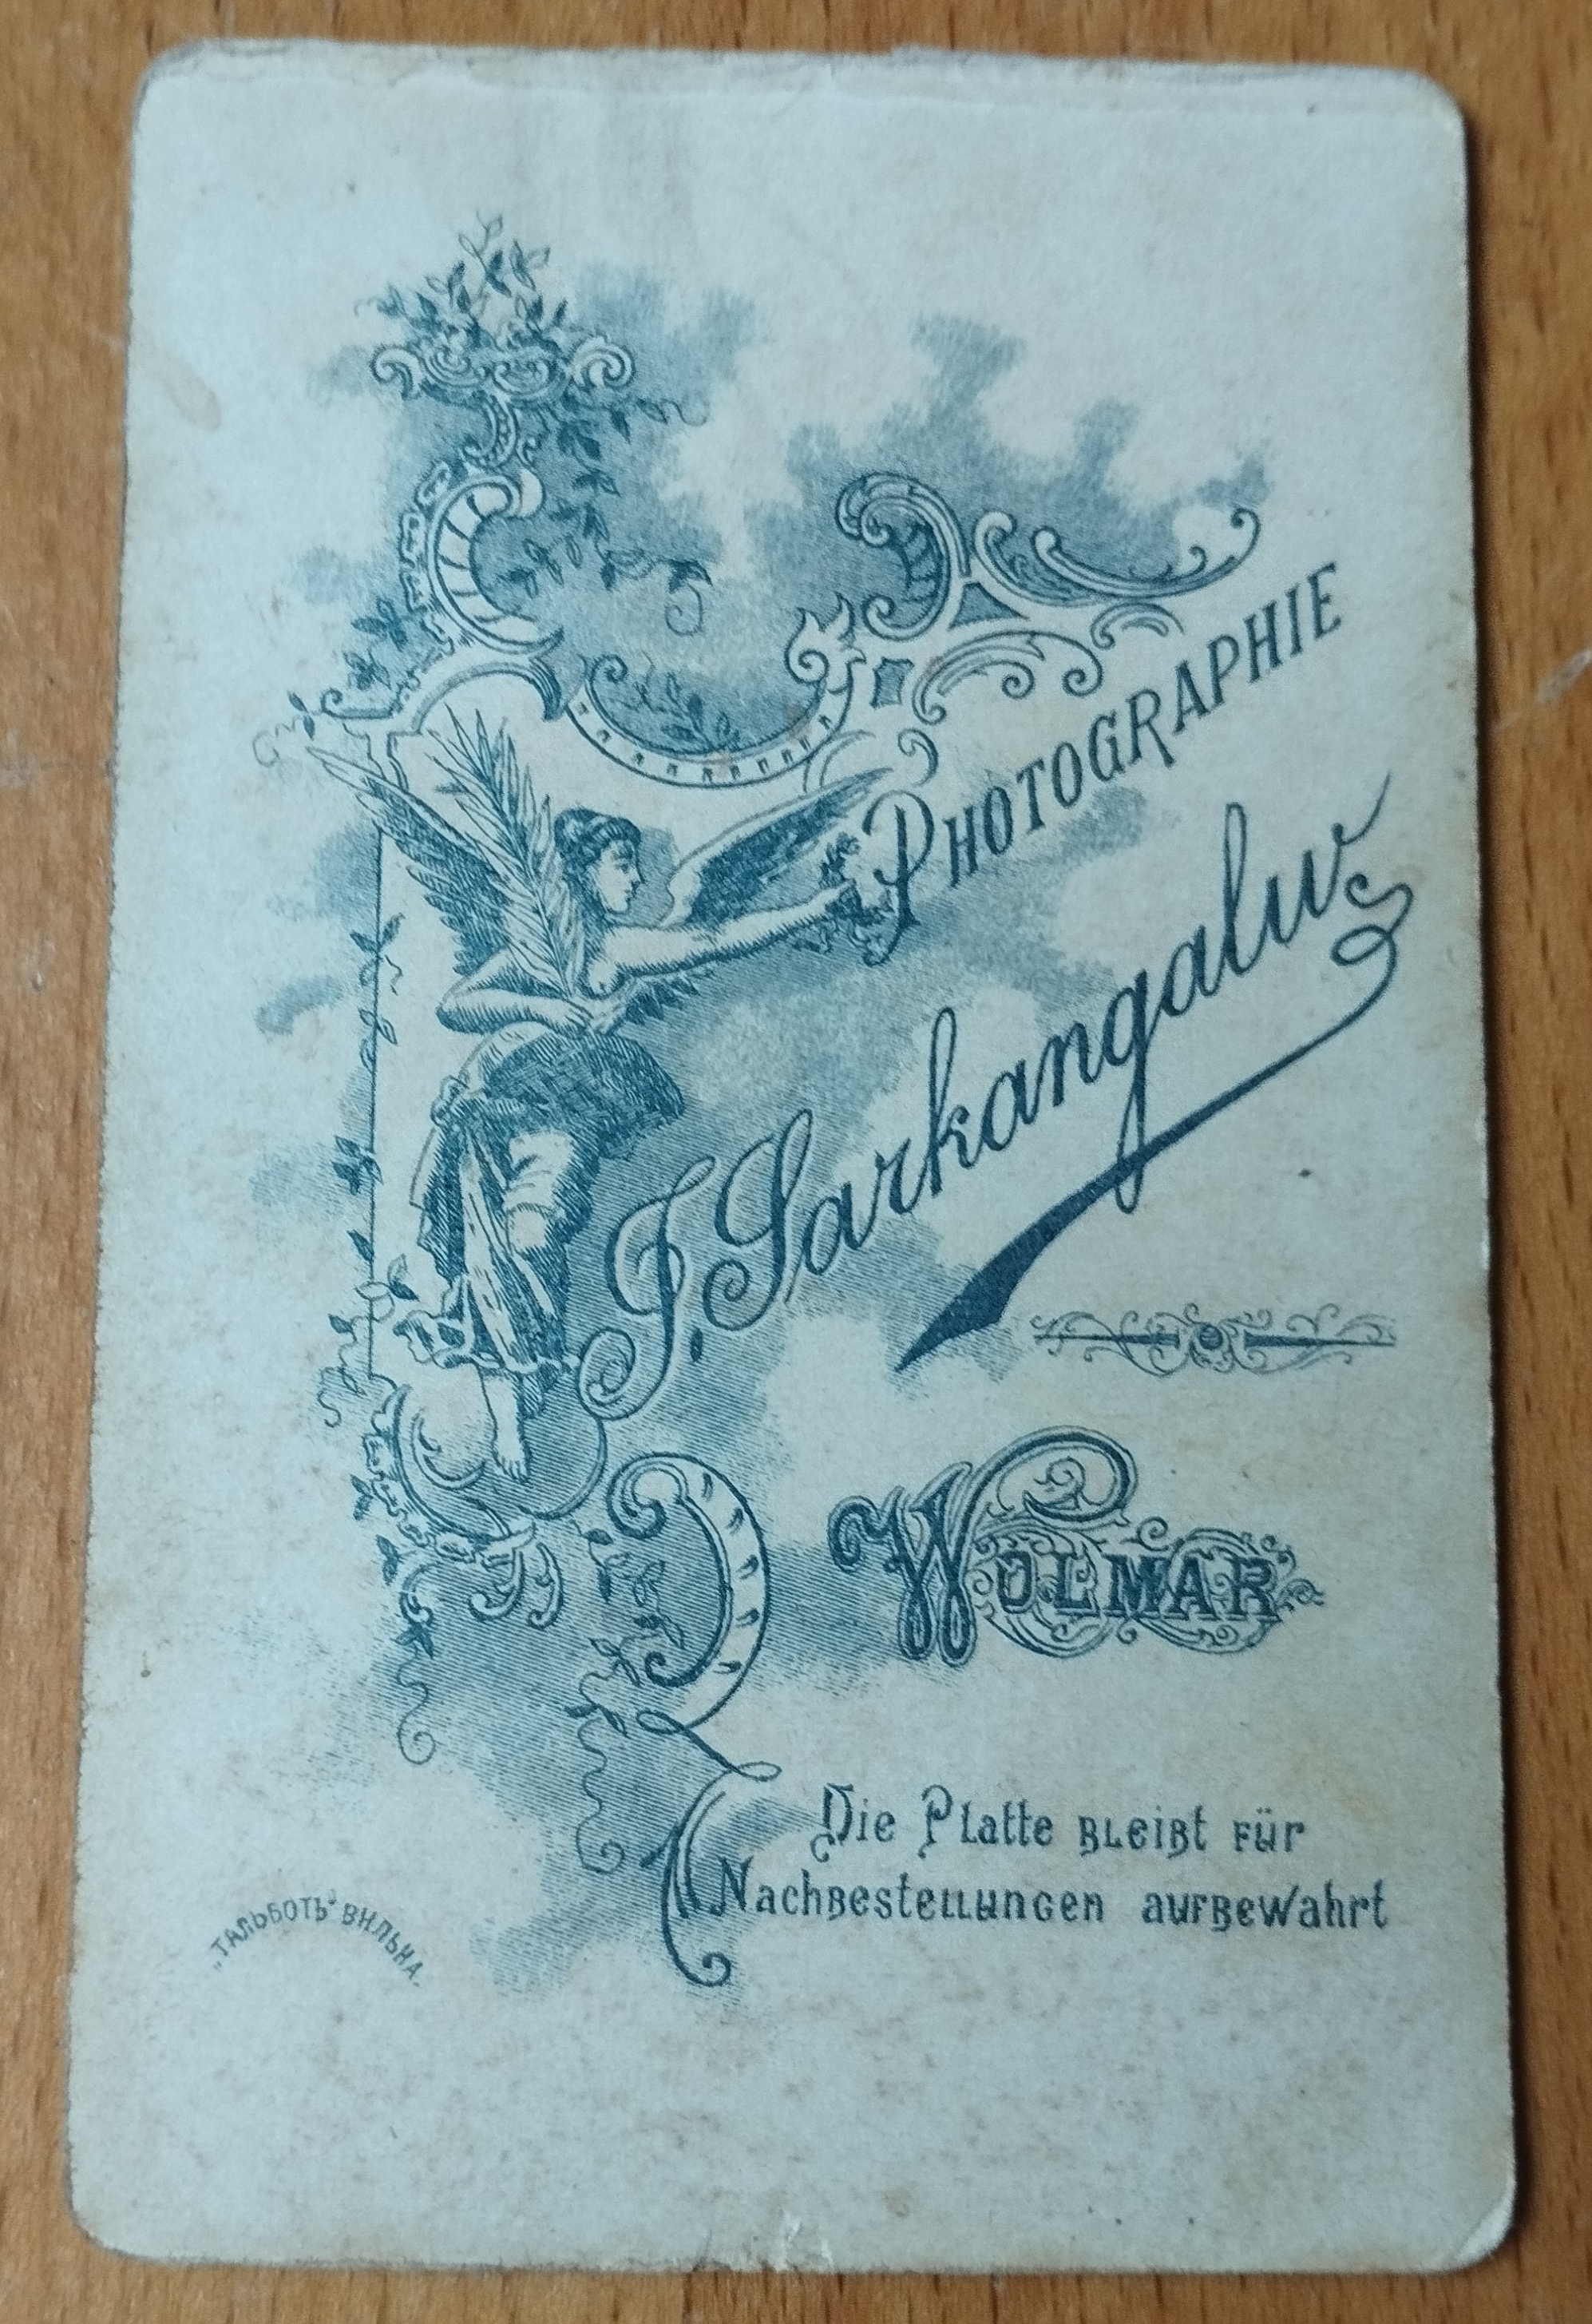 PHOTOGRAPHIE
J. Sarkangalw
WOLMAR
Die Platte bleibt für
Nachbestellungen aufbewahrt
„ТАЛЬБОТЪ“ ВИЛЬНА.